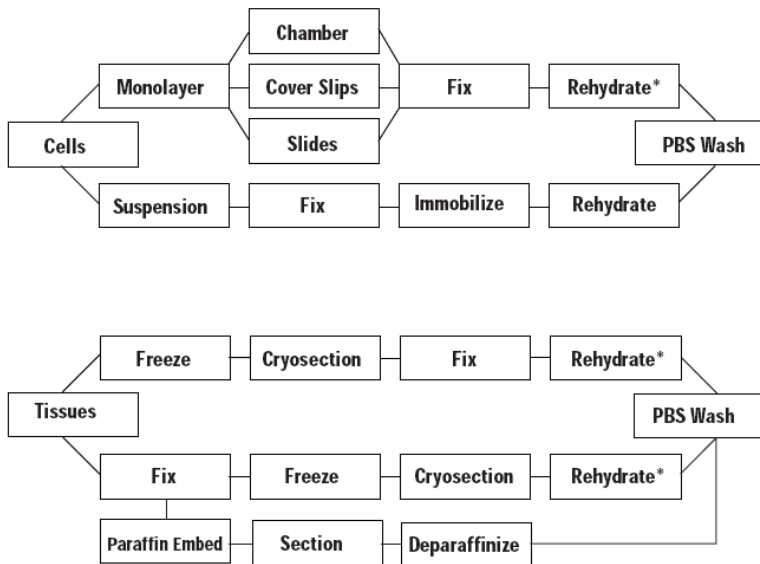 Chamber
Monolayer
Cover Slips
Fix
Rehydrate*
Slides
Cells
PBS Wash
Suspension
Fix
Immobilize
Rehydrate
Freeze
Cryosection
Fix
Rehydrate*
Tissues
PBS Wash
Fix
Freeze
Cryosection
Rehydrate*
Paraffin Embed
Section
Deparaffinize